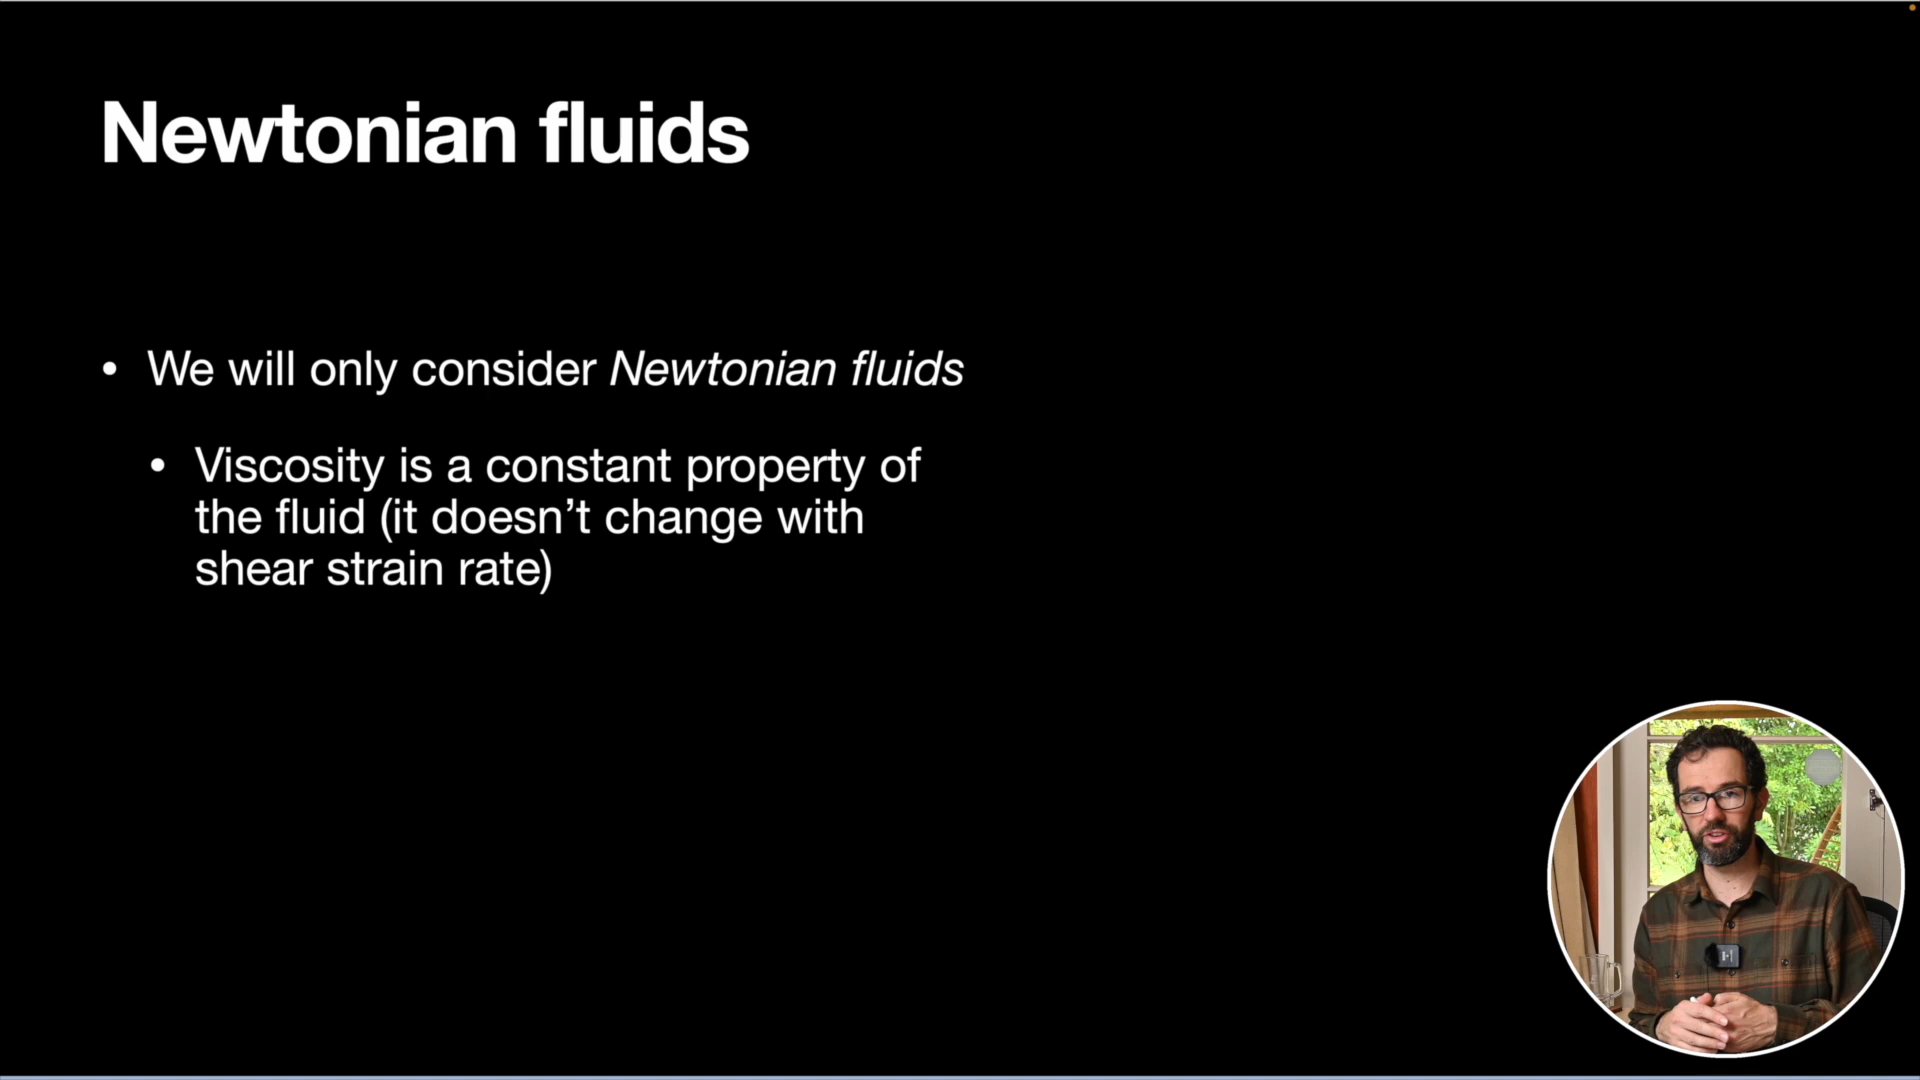 Newtonian fluids
• We will only consider Newtonian fluids
• Viscosity is a constant property of
the fluid (it doesn’t change with
shear strain rate)